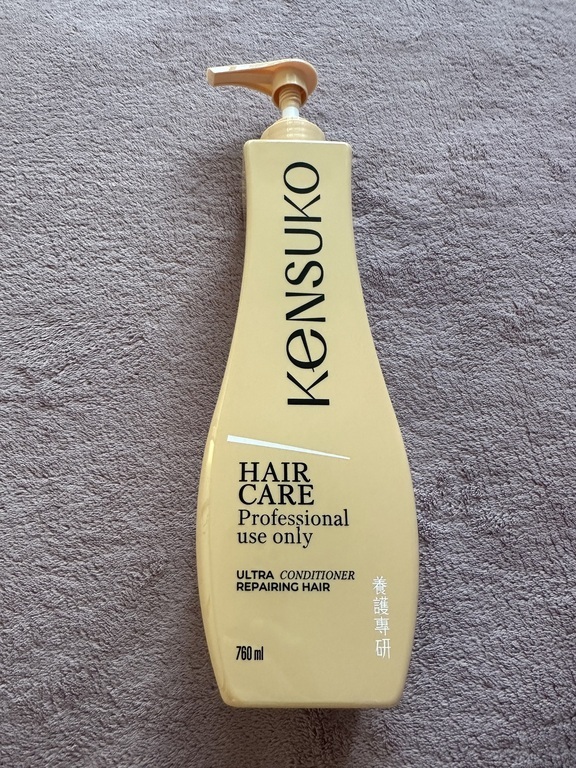 KENSUKO
HAIR
CARE
Professional
use only
ULTRA CONDITIONER
REPAIRING HAIR
養護專研
760 ml